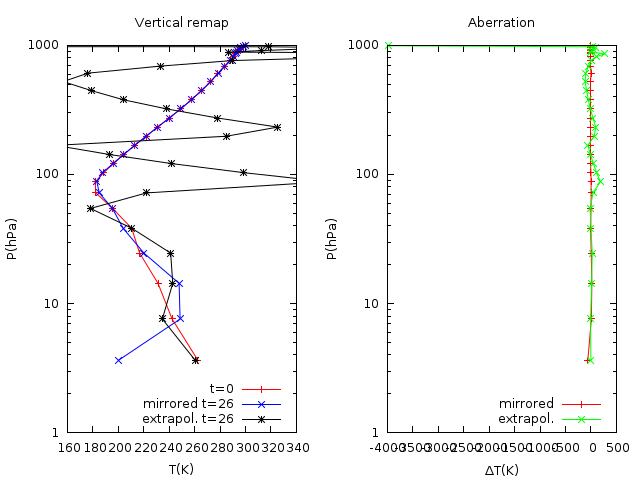 Vertical remap
1000
100
10
1
P(hPa)
160 180 200 220 240 260 280 300 320 340
T(K)
t=0
mirrored t=26
extrapol. t=26
Aberration
1000
100
10
1
P(hPa)
-4000-3500-3000-2500-2000-1500-1000-500 0 500
ΔT(K)
mirrored
extrapol.